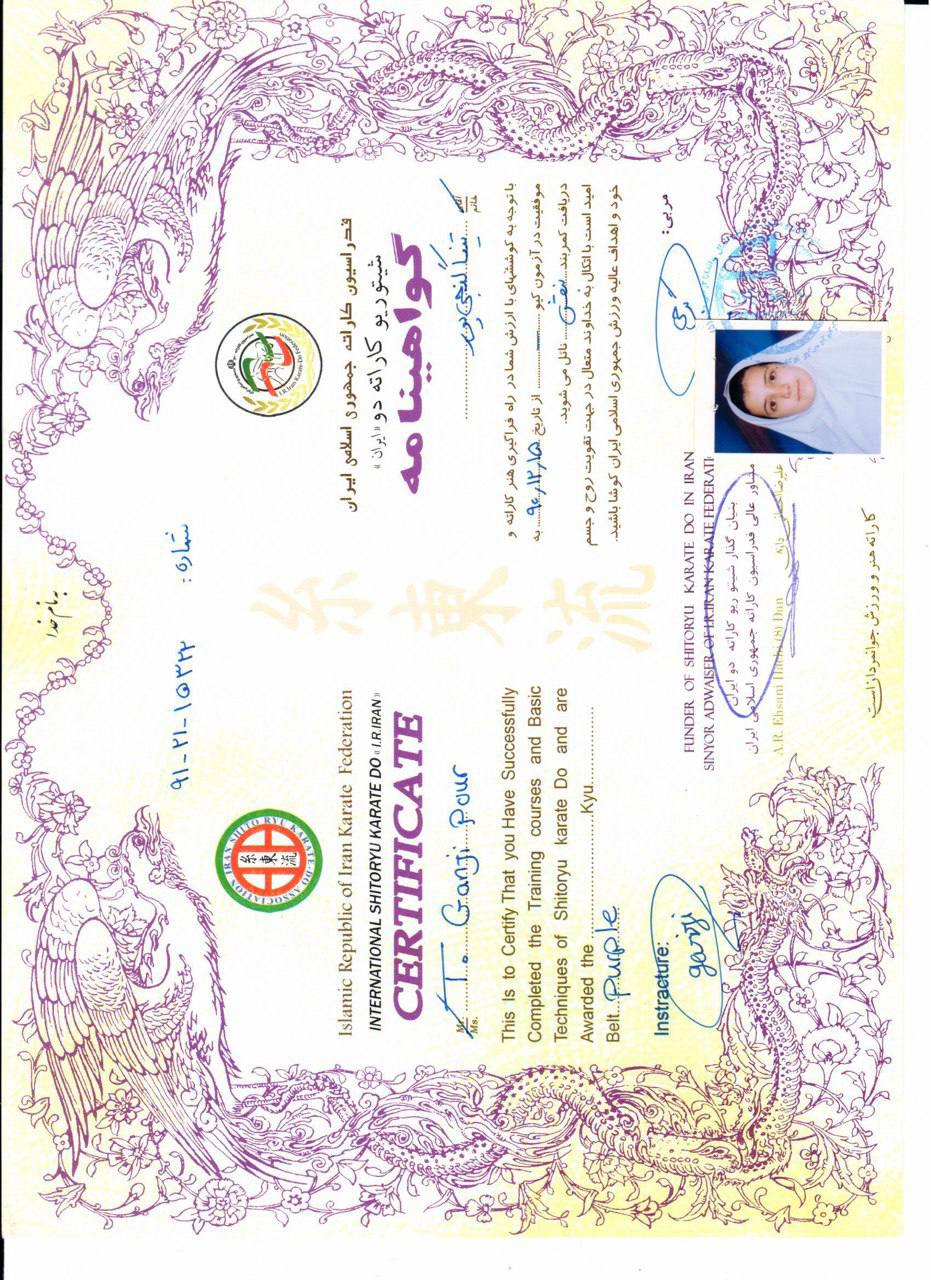 به نام خدا
شماره: ۹۱-۲۱-۱۵۳۲۲
IRAN SHITO RYU KARATE-DO ASSOCIATION
糸東流
I.R.Iran Karate-Do Federation
Islamic Republic of Iran Karate Federation
INTERNATIONAL SHITORYU KARATE DO « I.R.IRAN »
CERTIFICATE
Mr.
Ms. T. Ganji pour
This Is to Certify That you Have Successfully
Completed the Training courses and Basic
Techniques of Shitoryu karate Do and are
Awarded the ........................Kyu................
Belt...purple
Instracture:
ganji
糸東流
فدراسیون کاراته جمهوری اسلامی ایران
شیتوریو کاراته دو «ایران»
گواهینامه
آقای
خانم گنجی پور
با توجه به کوششهای با ارزش شما در راه فراگیری هنر کاراته و
موفقیت در آزمون کیو ............... از تاریخ ۹۰,۱۲,۱۵ به
دریافت کمربند...بنفش... نائل می شوید.
امید است با اتکال به خداوند متعال در جهت تقویت روح و جسم
خود و اهداف عالیه ورزش جمهوری اسلامی ایران کوشا باشید.
مربی:
FUNDER OF SHITORYU KARATE DO IN IRAN
SINYOR ADWAISER OF I.R.IRAN KARATE FEDERATI
بنیان گذار شیتو ریو کاراته دو ایران
مشاور عالی فدراسیون کاراته جمهوری اسلامی ایران
A.R. Ehsani Hachi (8) Dan
علیرضا احسانی
کاراته هنر و ورزش جوانمردان است